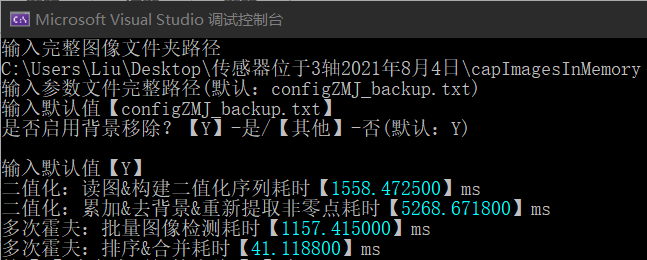 Microsoft Visual Studio 调试控制台
输入完整图像文件夹路径
C:\Users\Liu\Desktop\传感器位于3轴2021年8月4日\capImagesInMemory
输入参数文件完整路径(默认: configZMJ_backup.txt)
输入默认值【configZMJ_backup.txt】
是否启用背景移除? 【Y】-是/【其他】-否(默认: Y)
输入默认值【Y】
二值化: 读图&构建二值化序列耗时【1558.472500】ms
二值化: 累加&去背景&重新提取非零点耗时【5268.671800】ms
多次霍夫: 批量图像检测耗时【1157.415000】ms
多次霍夫: 排序&合并耗时【41.118800】ms